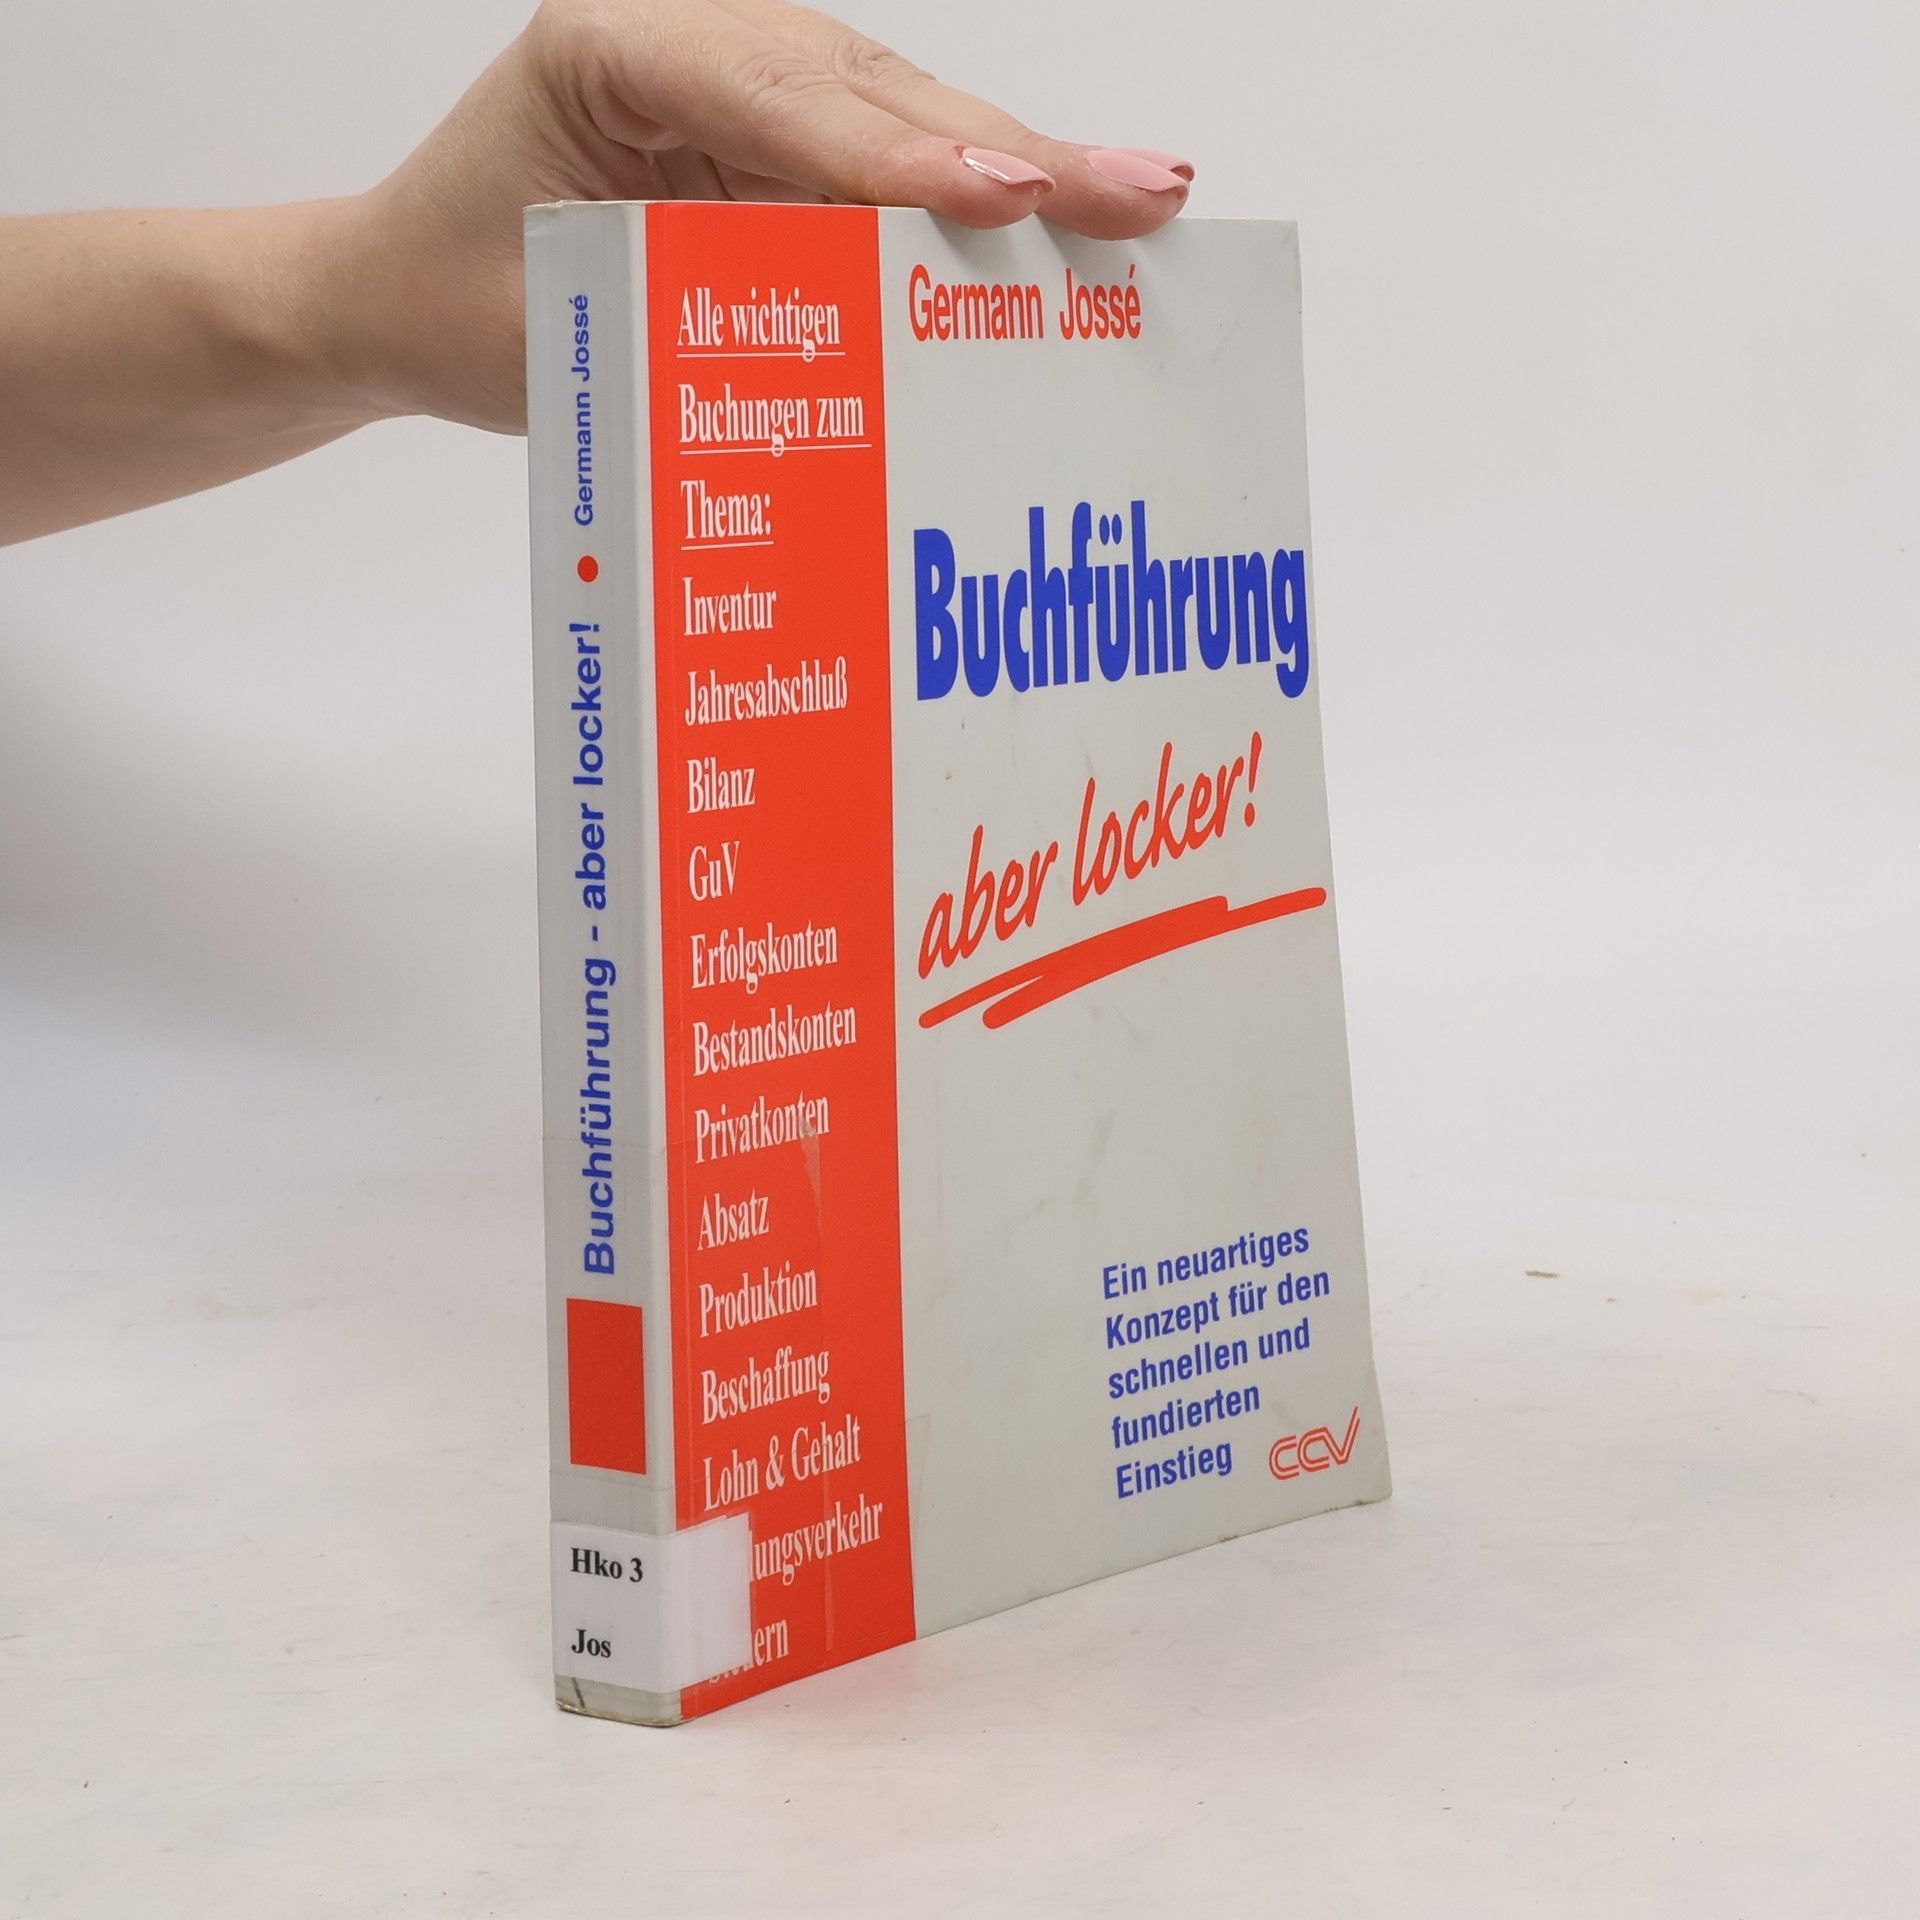 Germann Jossé
Buchführung - aber locker!
Hko 3
Jos
Alle wichtigen
Buchungen zum
Thema:
Inventur
Jahresabschluß
Bilanz
GuV
Erfolgskonten
Bestandskonten
Privatkonten
Absatz
Produktion
Beschaffung
Lohn & Gehalt
Germann Jossé
Buchführung
aber locker!
Ein neuartiges
Konzept für den
schnellen und
fundierten
Einstieg
CCV